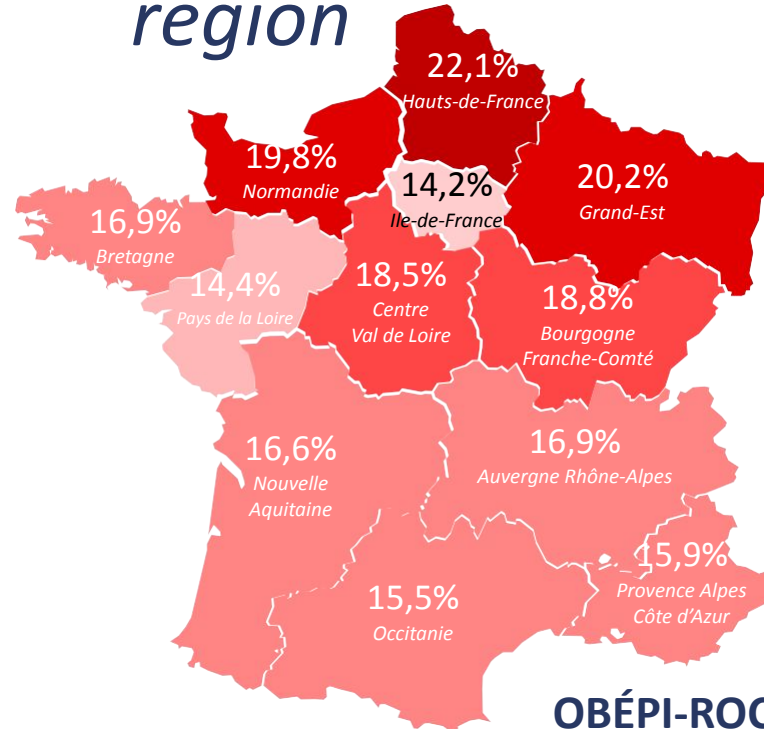 region
22,1%
Hauts-de-France
19,8%
Normandie
14,2%
Ile-de-France
20,2%
Grand-Est
16,9%
Bretagne
14,4%
Pays de la Loire
18,5%
Centre
Val de Loire
18,8%
Bourgogne
Franche-Comté
16,6%
Nouvelle
Aquitaine
16,9%
Auvergne Rhône-Alpes
15,9%
Provence Alpes
Côte d'Azur
15,5%
Occitanie
OBÉPI-ROC